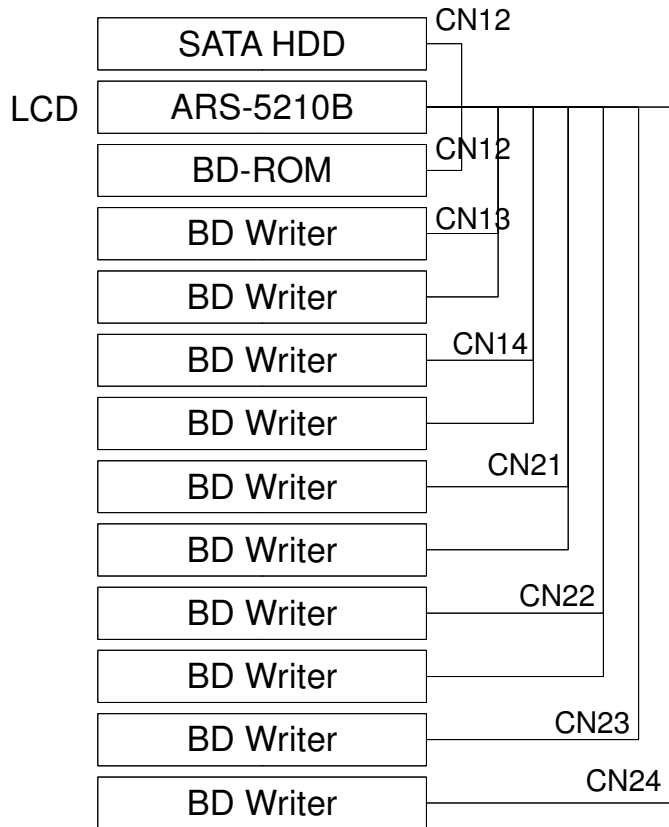 CN12
SATA HDD
LCD ARS-5210B
CN12
BD-ROM
BD Writer CN13
BD Writer
BD Writer CN14
BD Writer
BD Writer CN21
BD Writer
BD Writer CN22
BD Writer
BD Writer CN23
BD Writer CN24